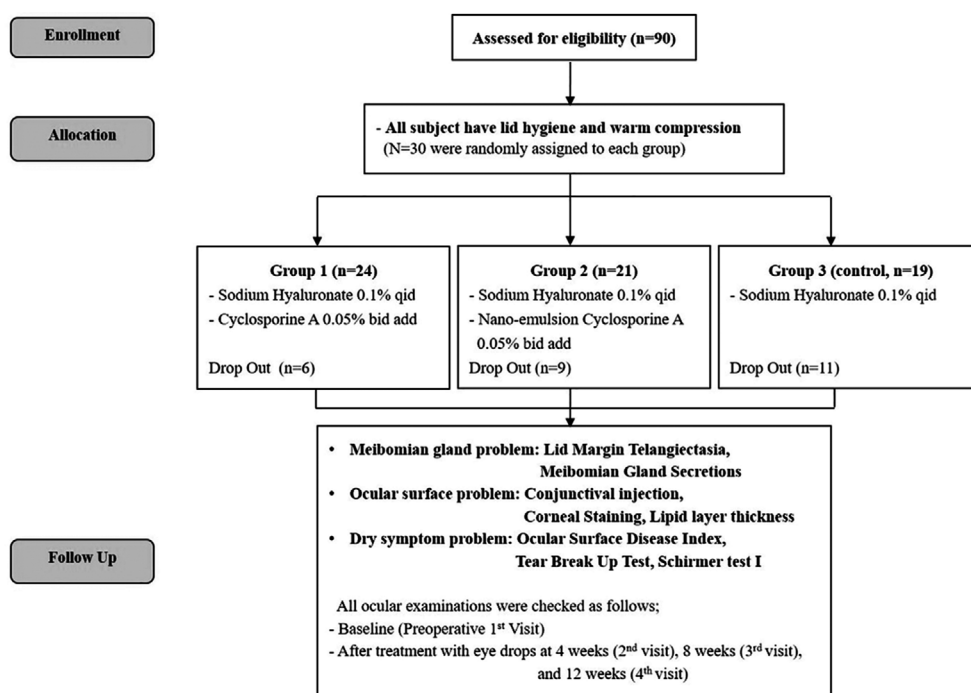 Enrollment
Assessed for eligibility (n=90)
Allocation
- All subject have lid hygiene and warm compression
(N=30 were randomly assigned to each group)
Group 1 (n=24)
- Sodium Hyaluronate 0.1% qid
- Cyclosporine A 0.05% bid add
Drop Out (n=6)
Group 2 (n=21)
- Sodium Hyaluronate 0.1% qid
- Nano-emulsion Cyclosporine A
0.05% bid add
Drop Out (n=9)
Group 3 (control, n=19)
- Sodium Hyaluronate 0.1% qid
Drop Out (n=11)
Follow Up
• Meibomian gland problem: Lid Margin Telangiectasia,
Meibomian Gland Secretions
• Ocular surface problem: Conjunctival injection,
Corneal Staining, Lipid layer thickness
• Dry symptom problem: Ocular Surface Disease Index,
Tear Break Up Test, Schirmer test I
All ocular examinations were checked as follows;
- Baseline (Preoperative 1st Visit)
- After treatment with eye drops at 4 weeks (2nd visit), 8 weeks (3rd visit),
and 12 weeks (4th visit)